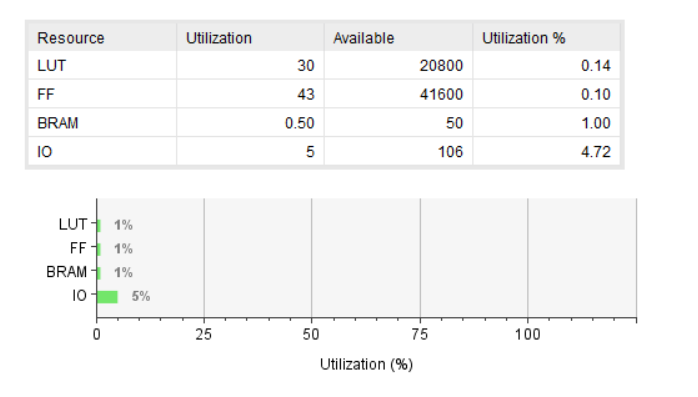 Resource Utilization Available Utilization %
LUT 30 20800 0.14
FF 43 41600 0.10
BRAM 0.50 50 1.00
IO 5 106 4.72
LUT 1%
FF 1%
BRAM 1%
IO 5%
0 25 50 75 100
Utilization (%)